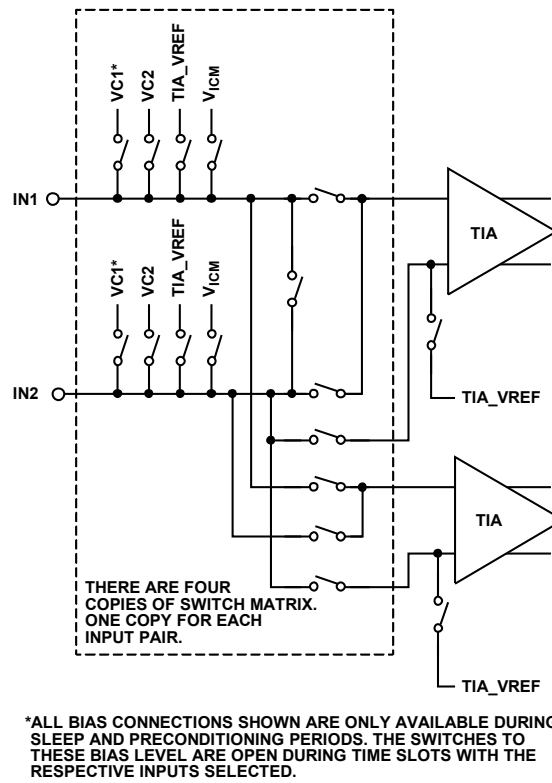 VC1*
VC2
TIA_VREF
VICM
IN1
TIA
VC1*
VC2
TIA_VREF
VICM
IN2
TIA_VREF
TIA
THERE ARE FOUR
COPIES OF SWITCH MATRIX.
ONE COPY FOR EACH
INPUT PAIR.
TIA_VREF
*ALL BIAS CONNECTIONS SHOWN ARE ONLY AVAILABLE DURING
SLEEP AND PRECONDITIONING PERIODS. THE SWITCHES TO
THESE BIAS LEVEL ARE OPEN DURING TIME SLOTS WITH THE
RESPECTIVE INPUTS SELECTED.